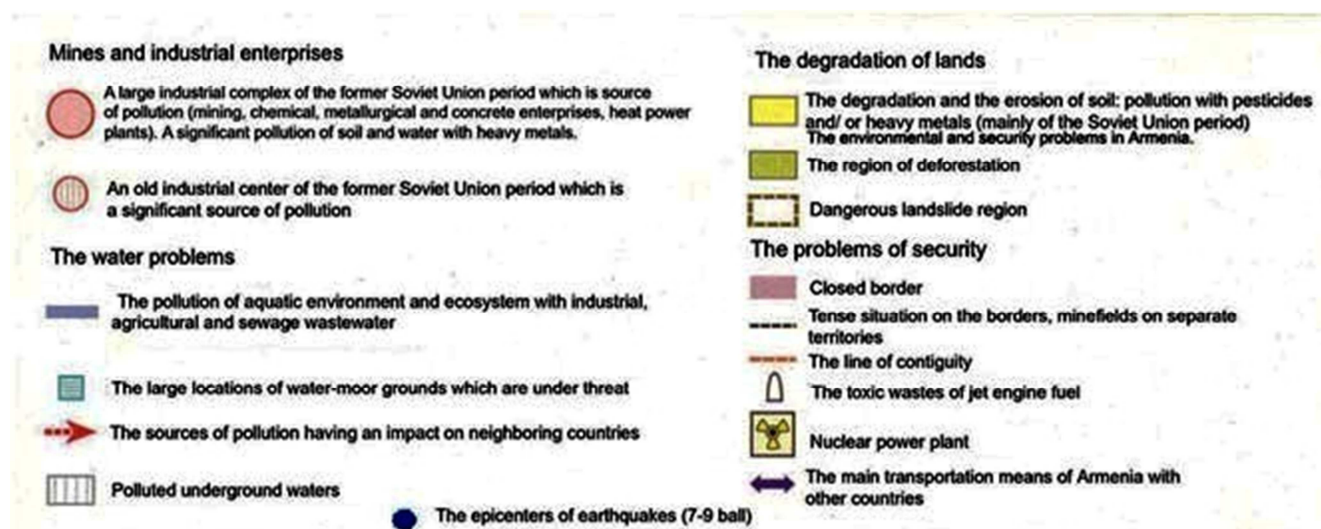 Mines and industrial enterprises
A large industrial complex of the former Soviet Union period which is source
of pollution (mining, chemical, metallurgical and concrete enterprises, heat power
plants). A significant pollution of soil and water with heavy metals.
An old industrial center of the former Soviet Union period which is
a significant source of pollution
The water problems
The pollution of aquatic environment and ecosystem with industrial,
agricultural and sewage wastewater
The large locations of water-moor grounds which are under threat
The sources of pollution having an impact on neighboring countries
Polluted underground waters
The epicenters of earthquakes (7-9 ball)
The degradation of lands
The degradation and the erosion of soil: pollution with pesticides
and/ or heavy metals (mainly of the Soviet Union period)
The environmental and security problems in Armenia.
The region of deforestation
Dangerous landslide region
The problems of security
Closed border
Tense situation on the borders, minefields on separate
territories
The line of contiguity
The toxic wastes of jet engine fuel
Nuclear power plant
The main transportation means of Armenia with
other countries